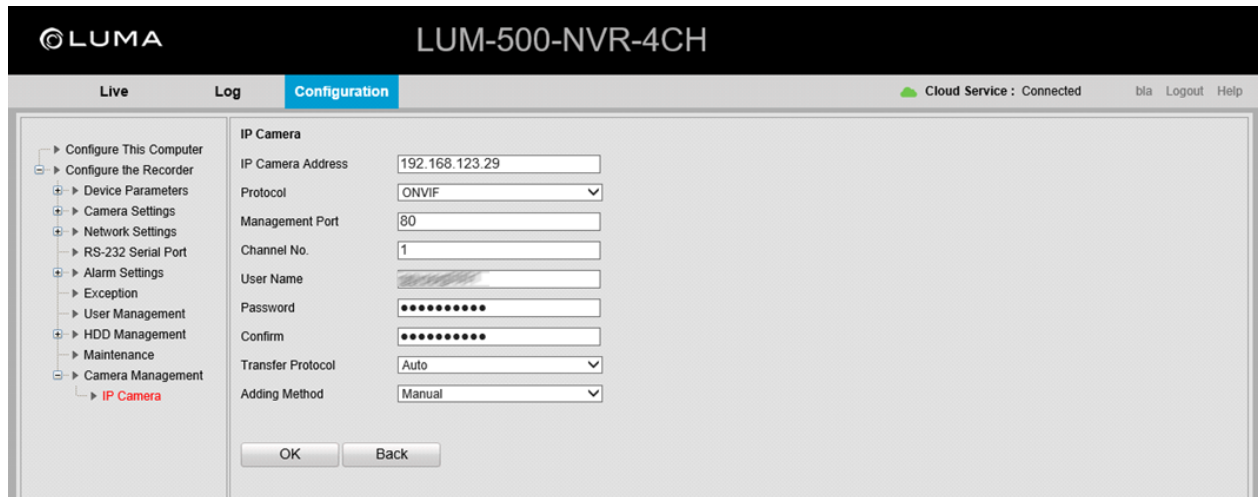 LUMA
LUM-500-NVR-4CH
Live Log Configuration Cloud Service : Connected bla Logout Help
Configure This Computer
Configure the Recorder
Device Parameters
Camera Settings
Network Settings
RS-232 Serial Port
Alarm Settings
Exception
User Management
HDD Management
Maintenance
Camera Management
IP Camera
IP Camera
IP Camera Address 192.168.123.29
Protocol ONVIF
Management Port 80
Channel No. 1
User Name
Password ●●●●●●●●●●
Confirm ●●●●●●●●●●
Transfer Protocol Auto
Adding Method Manual
OK Back